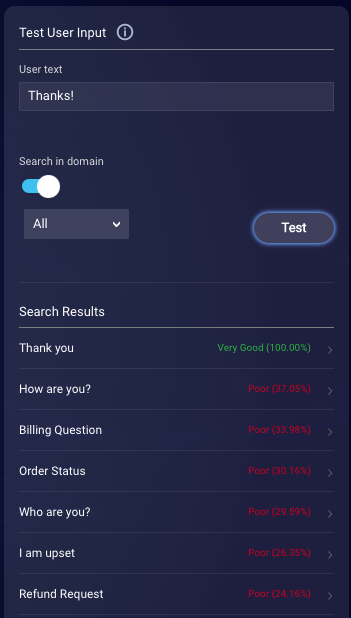 Test User Input
User text
Thanks!
Search in domain
All
Test
Search Results
Thank you Very Good (100.00%)
How are you? Poor (37.05%)
Billing Question Poor (33.98%)
Order Status Poor (30.16%)
Who are you? Poor (29.59%)
I am upset Poor (26.35%)
Refund Request Poor (24.16%)